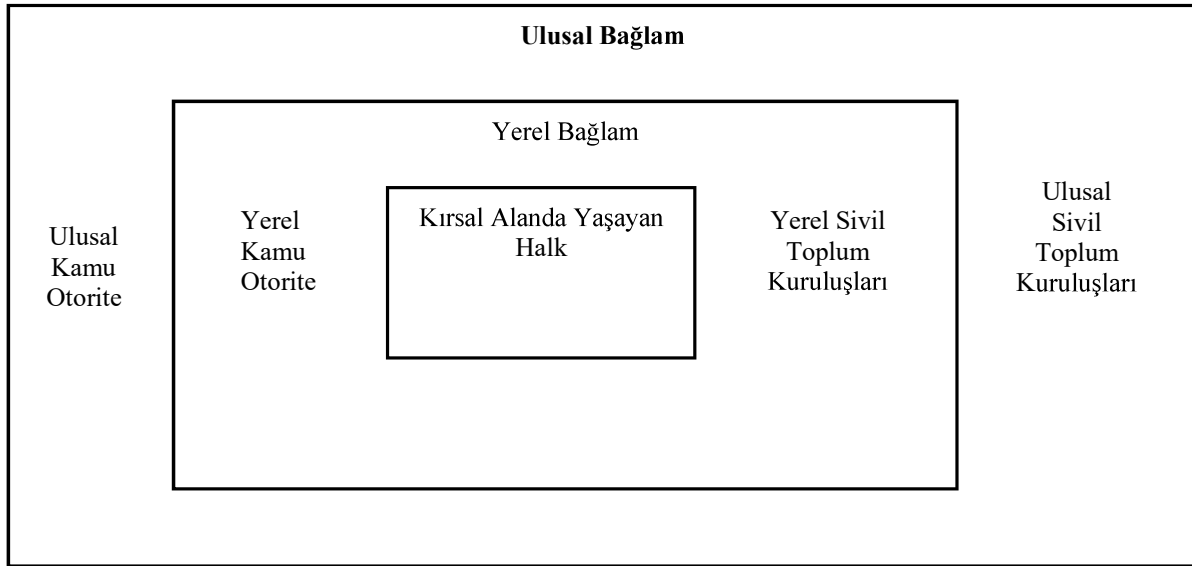 Ulusal Bağlam
Yerel Bağlam
Ulusal
Kamu
Otorite
Yerel
Kamu
Otorite
Kırsal Alanda Yaşayan
Halk
Yerel Sivil
Toplum
Kuruluşları
Ulusal
Sivil
Toplum
Kuruluşları